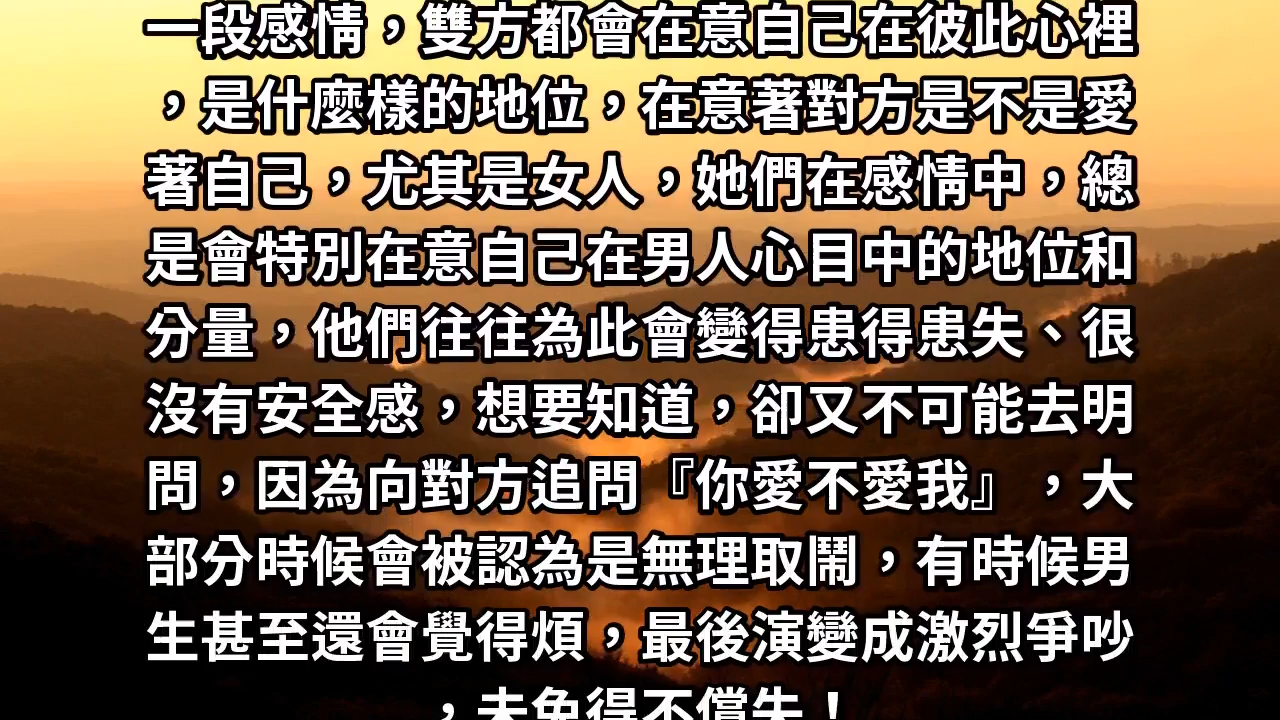 一段感情，雙方都會在意自己在彼此心裡
，是什麼樣的地位，在意著對方是不是愛
著自己，尤其是女人，她們在感情中，總
是會特別在意自己在男人心目中的地位和
分量，他們往往為此會變得患得患失、很
沒有安全感，想要知道，卻又不可能去明
問，因為向對方追問『你愛不愛我』，大
部分時候會被認為是無理取鬧，有時候男
生甚至還會覺得煩，最後演變成激烈爭吵
，未免得不償失！